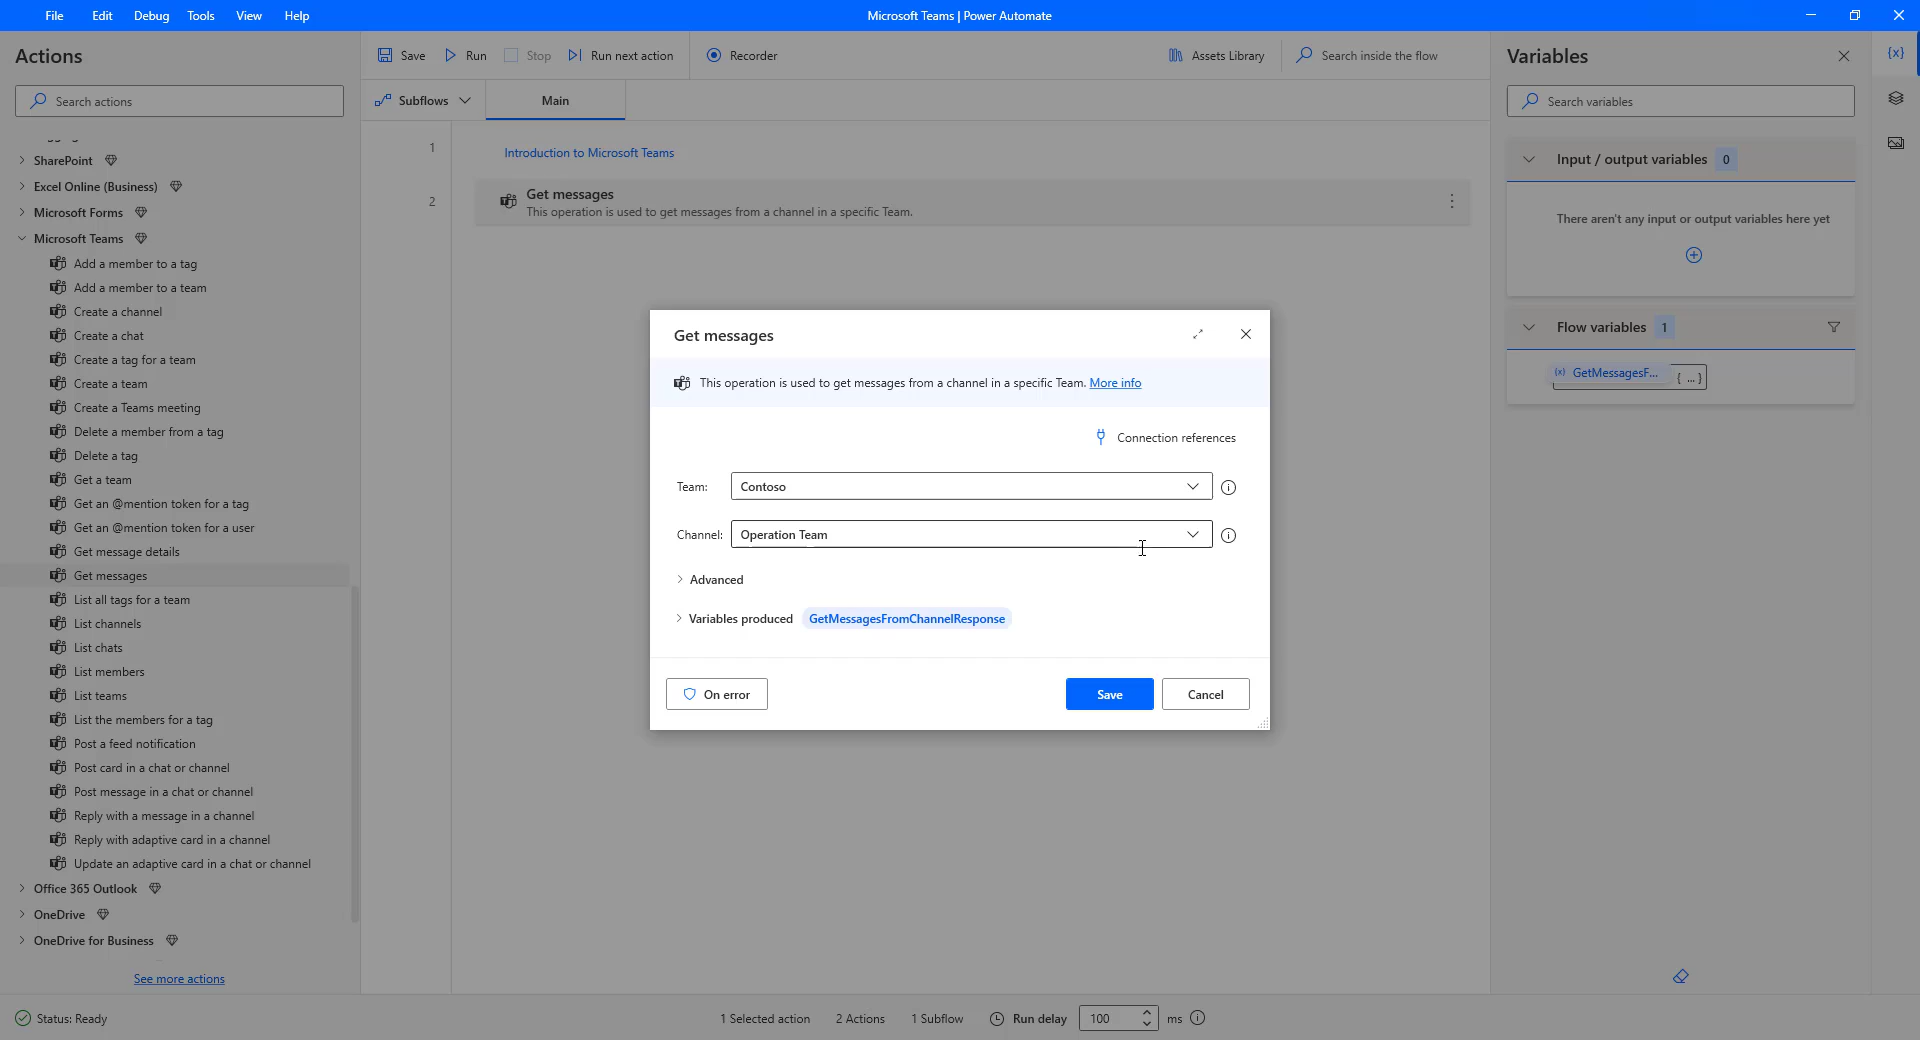 File Edit Debug Tools View Help
Microsoft Teams | Power Automate
Actions
Search actions
SharePoint
Excel Online (Business)
Microsoft Forms
Microsoft Teams
Add a member to a tag
Add a member to a team
Create a channel
Create a chat
Create a tag for a team
Create a team
Create a Teams meeting
Delete a member from a tag
Delete a tag
Get a team
Get an @mention token for a tag
Get an @mention token for a user
Get message details
Get messages
List all tags for a team
List channels
List chats
List members
List teams
List the members for a tag
Post a feed notification
Post card in a chat or channel
Post message in a chat or channel
Reply with a message in a channel
Reply with adaptive card in a channel
Update an adaptive card in a chat or channel
Office 365 Outlook
OneDrive
OneDrive for Business
See more actions
Save Run Stop Run next action Recorder Assets Library Search inside the flow
Subflows Main
1 Introduction to Microsoft Teams
2 Get messages
This operation is used to get messages from a channel in a specific Team.
Get messages
This operation is used to get messages from a channel in a specific Team. More info
Connection references
Team: Contoso
Channel: Operation Team
Advanced
Variables produced GetMessagesFromChannelResponse
On error Save Cancel
Variables
{x}
Search variables
Input / output variables 0
There aren't any input or output variables here yet
Flow variables 1
(x) GetMessagesF... { ... }
Status: Ready 1 Selected action 2 Actions 1 Subflow Run delay 100 ms